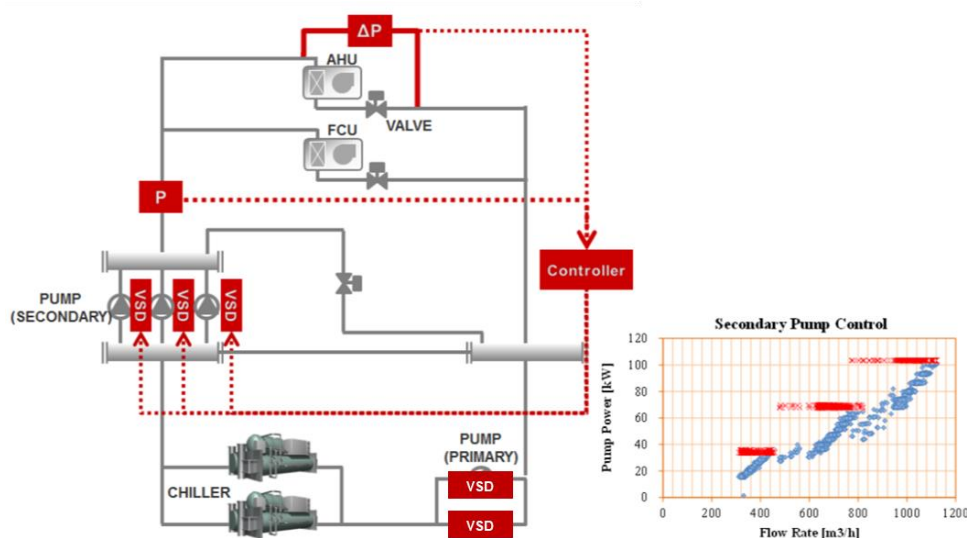 ΔP
AHU
VALVE
FCU
P
Controller
PUMP
(SECONDARY)
VSD
VSD
VSD
PUMP
(PRIMARY)
VSD
VSD
CHILLER
Secondary Pump Control
Pump Power [kW]
120
100
80
60
40
20
0
0 200 400 600 800 1000 1200
Flow Rate [m3/h]